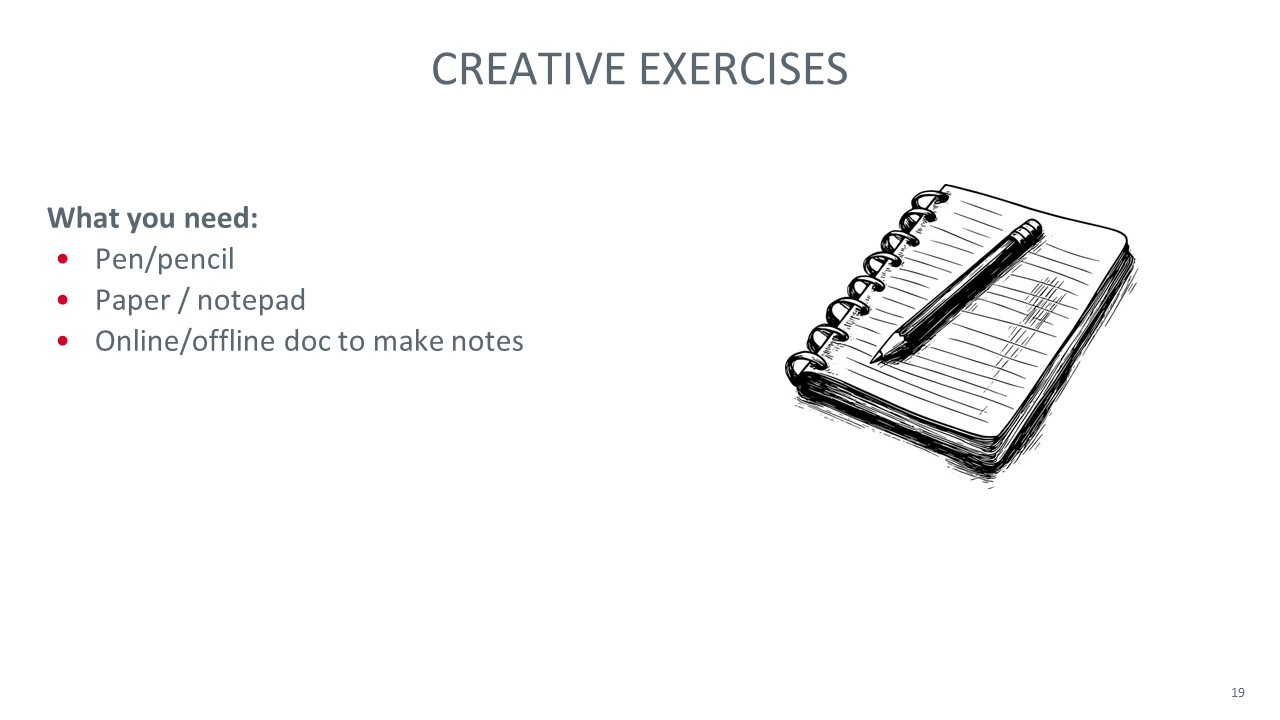 CREATIVE EXERCISES
What you need:
• Pen/pencil
• Paper / notepad
• Online/offline doc to make notes
19